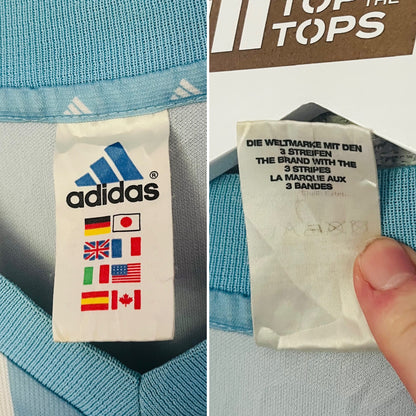 adidas
®
TOP
THE
TOPS
DIE WELTMARKE MIT DEN
3 STREIFEN
THE BRAND WITH THE
3 STRIPES
LA MARQUE AUX
3 BANDES